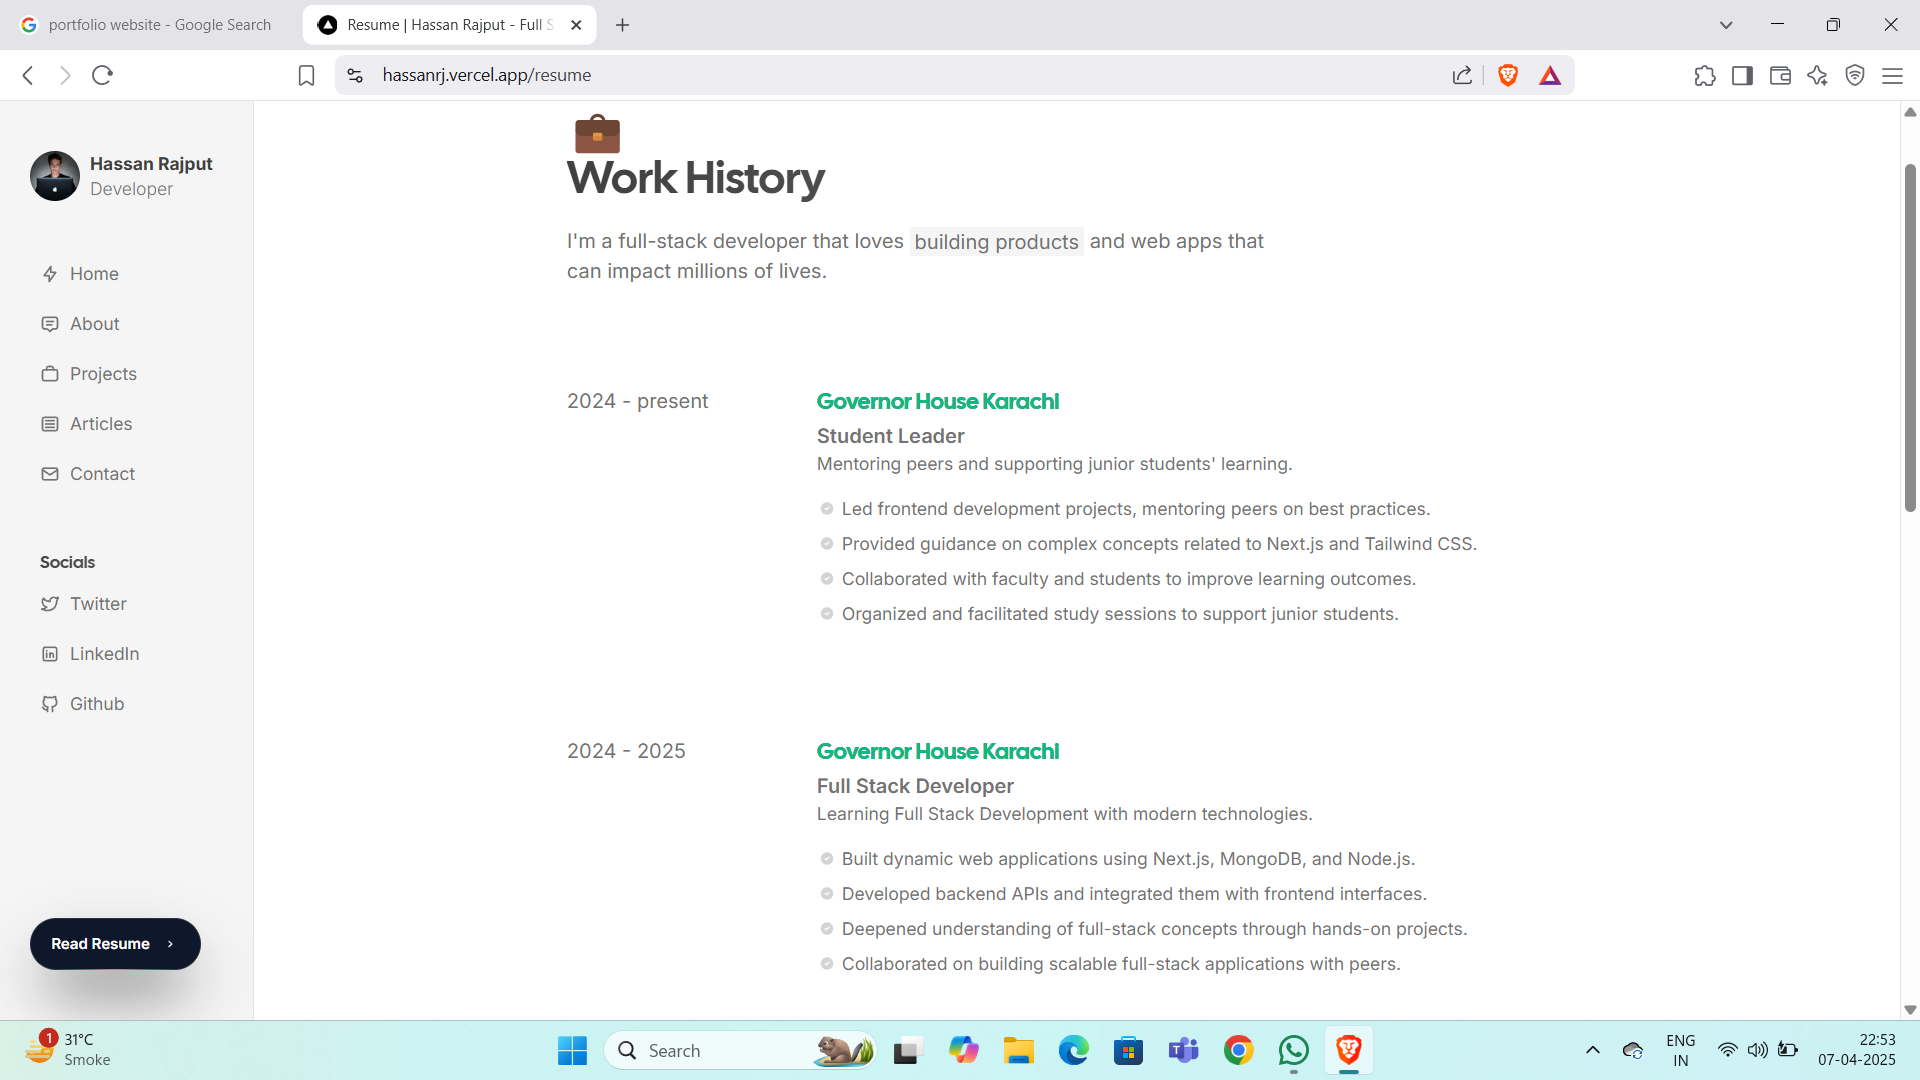 portfolio website - Google Search
Resume | Hassan Rajput - Full S
hassanrj.vercel.app/resume
Hassan Rajput
Developer
Home
About
Projects
Articles
Contact
Socials
Twitter
LinkedIn
Github
Read Resume
Work History
I'm a full-stack developer that loves building products and web apps that
can impact millions of lives.
2024 - present
Governor House Karachi
Student Leader
Mentoring peers and supporting junior students' learning.
Led frontend development projects, mentoring peers on best practices.
Provided guidance on complex concepts related to Next.js and Tailwind CSS.
Collaborated with faculty and students to improve learning outcomes.
Organized and facilitated study sessions to support junior students.
2024 - 2025
Governor House Karachi
Full Stack Developer
Learning Full Stack Development with modern technologies.
Built dynamic web applications using Next.js, MongoDB, and Node.js.
Developed backend APIs and integrated them with frontend interfaces.
Deepened understanding of full-stack concepts through hands-on projects.
Collaborated on building scalable full-stack applications with peers.
1
31°C
Smoke
Search
ENG
IN
22:53
07-04-2025